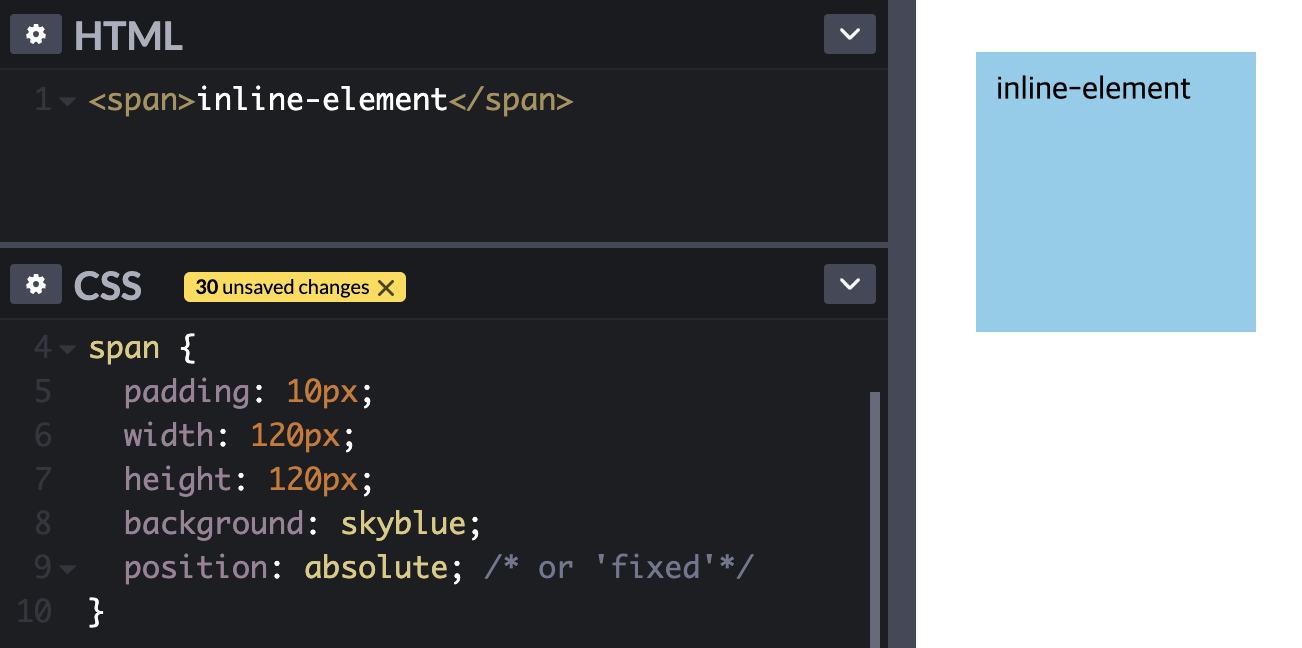 HTML
1 <span>inline-element</span>
CSS 30 unsaved changes
4 span {
5 padding: 10px;
6 width: 120px;
7 height: 120px;
8 background: skyblue;
9 position: absolute; /* or 'fixed'*/
10 }
inline-element